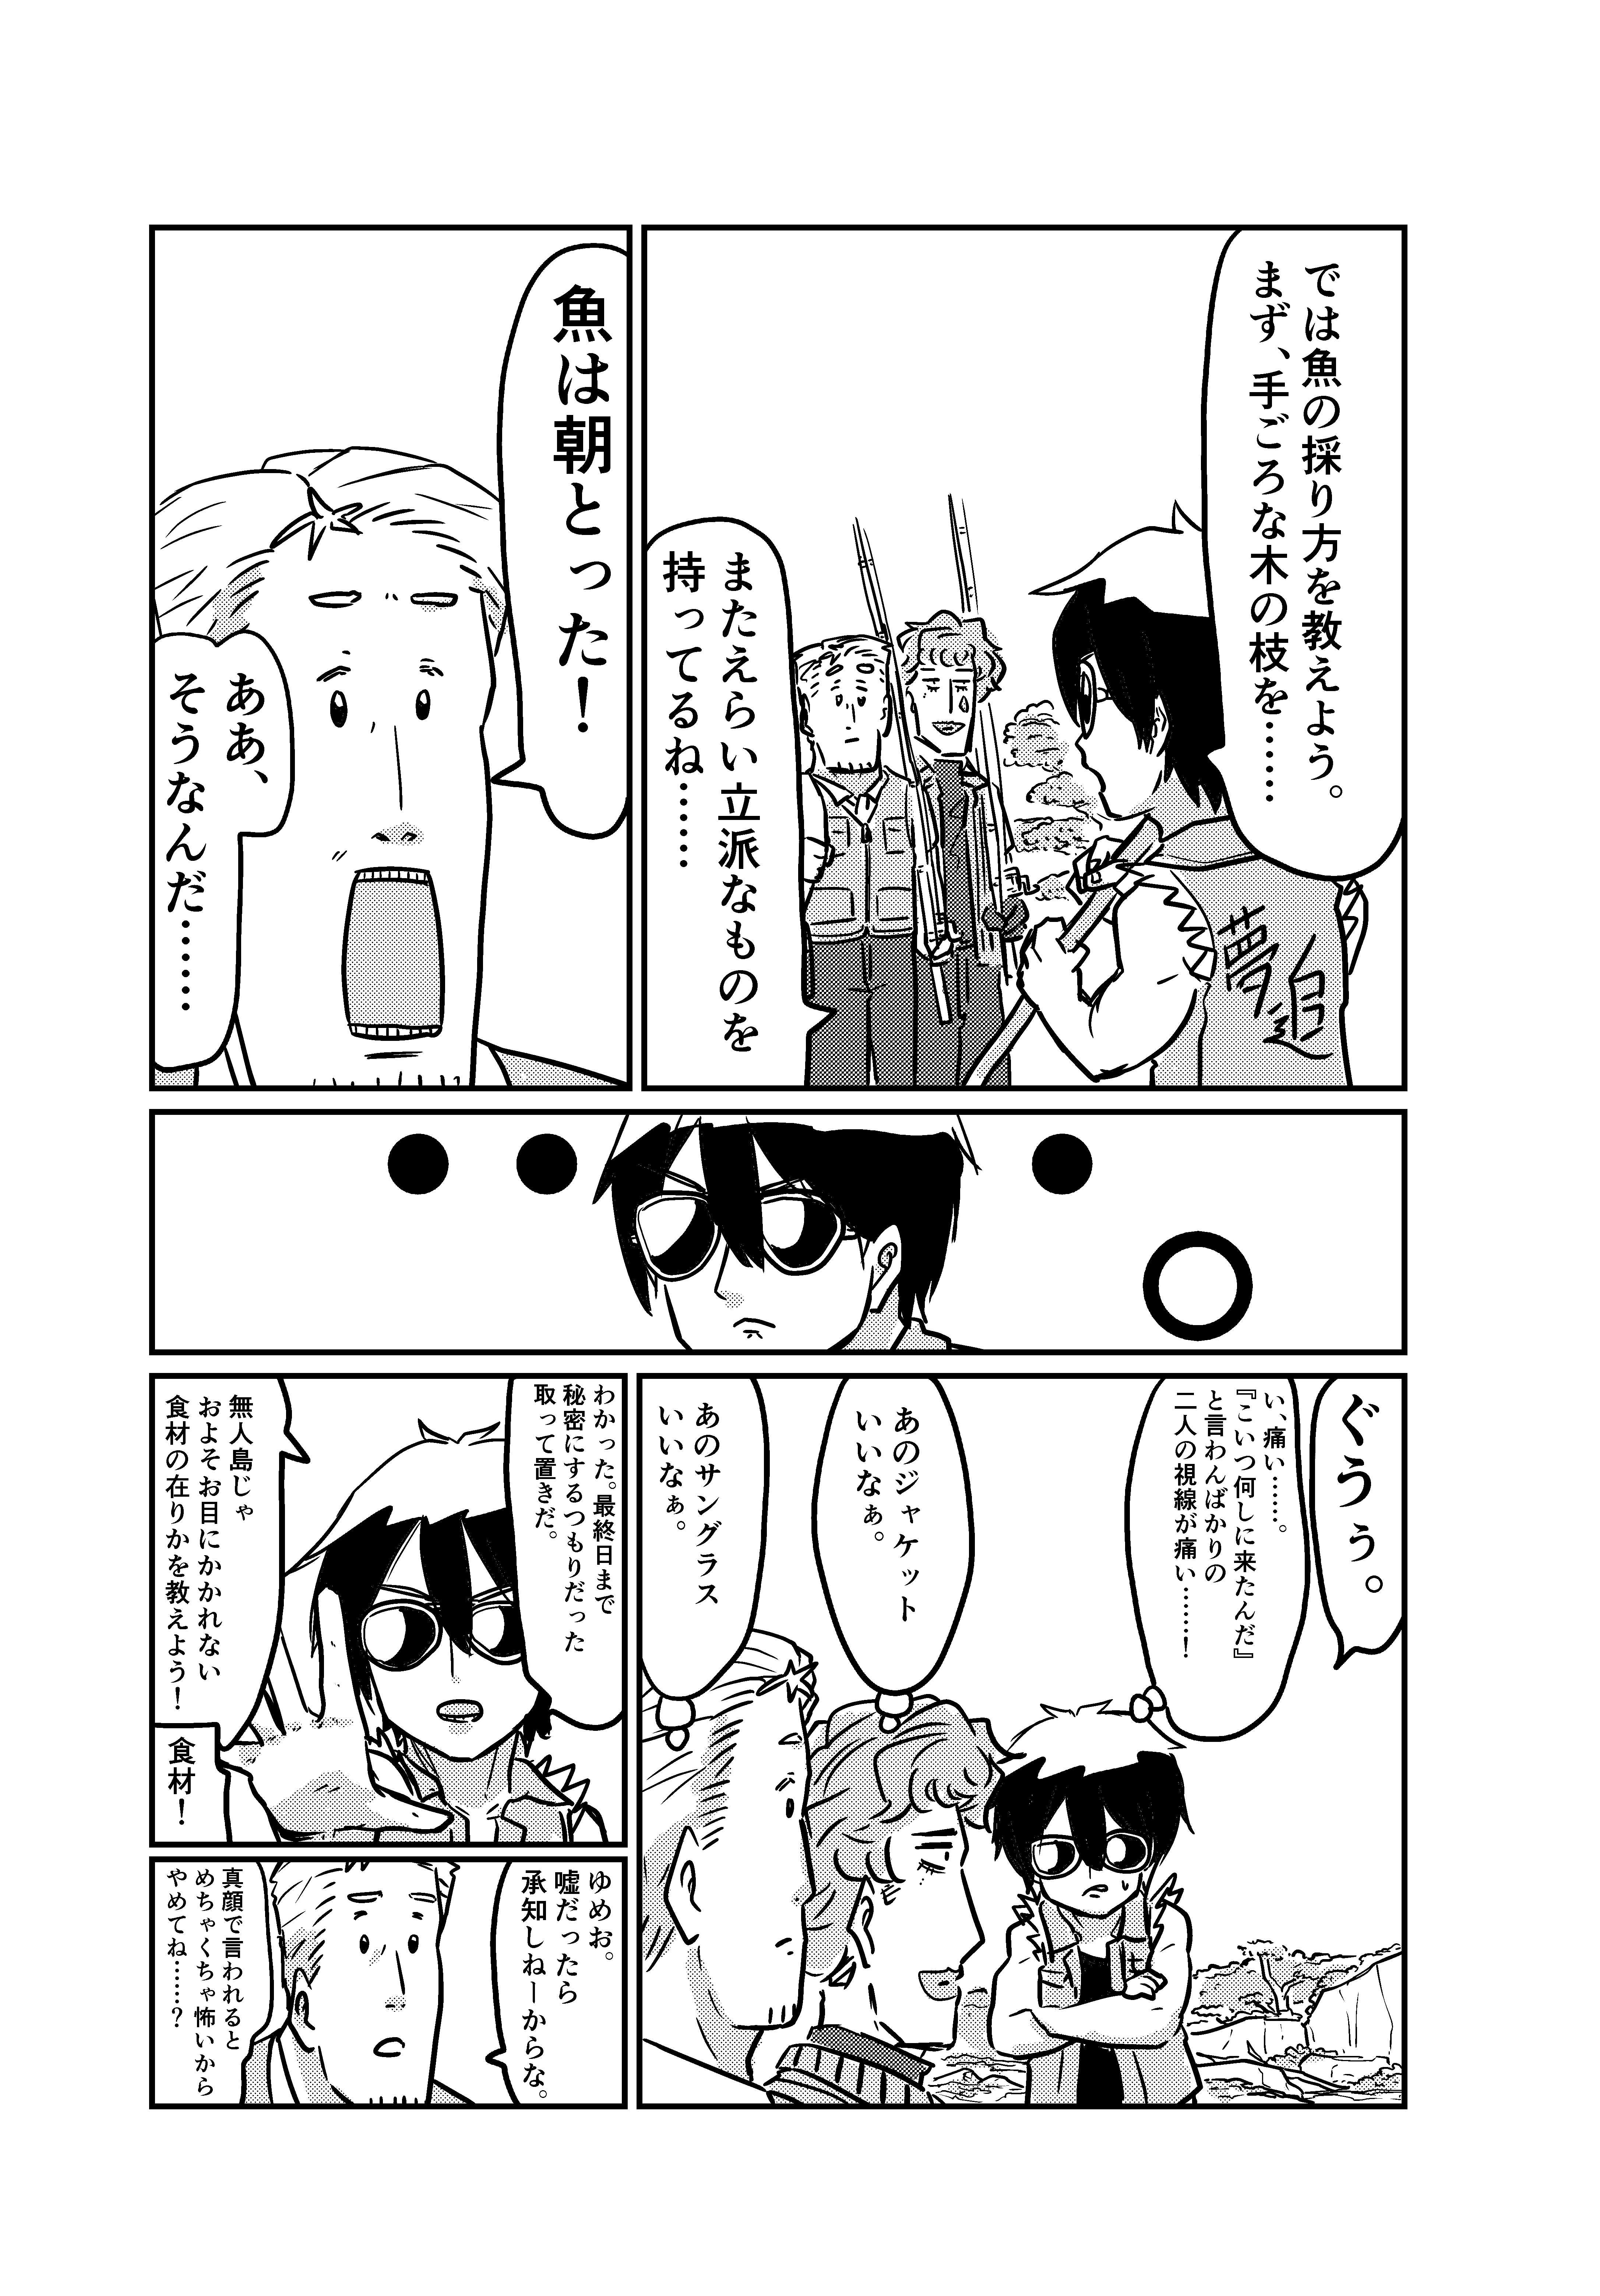 では魚の採り方を教えよう。
まず、手ごろな木の枝を……
またえらい立派なものを
持ってるね……
夢追
魚は朝とった！
ああ、
そうなんだ……
ぐうぅ。
い、痛い……。
『こいつ何しに来たんだ』
と言わんばかりの
二人の視線が痛い……！
あのジャケット
いいなぁ。
あのサングラス
いいなぁ。
わかった。最終日まで
秘密にするつもりだった
取って置きだ。
無人島じゃ
およそお目にかかれない
食材の在りかを教えよう！
食材！
ゆめお。
嘘だったら
承知しねーからな。
真顔で言われると
めちゃくちゃ怖いから
やめてね……？